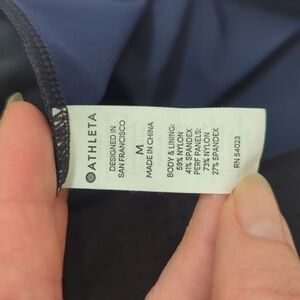 ATHLETA
DESIGNED IN
SAN FRANCISCO
M
MADE IN CHINA
BODY & LINING:
59% NYLON
41% SPANDEX
PERF PANELS:
73% NYLON
27% SPANDEX
RN 54023